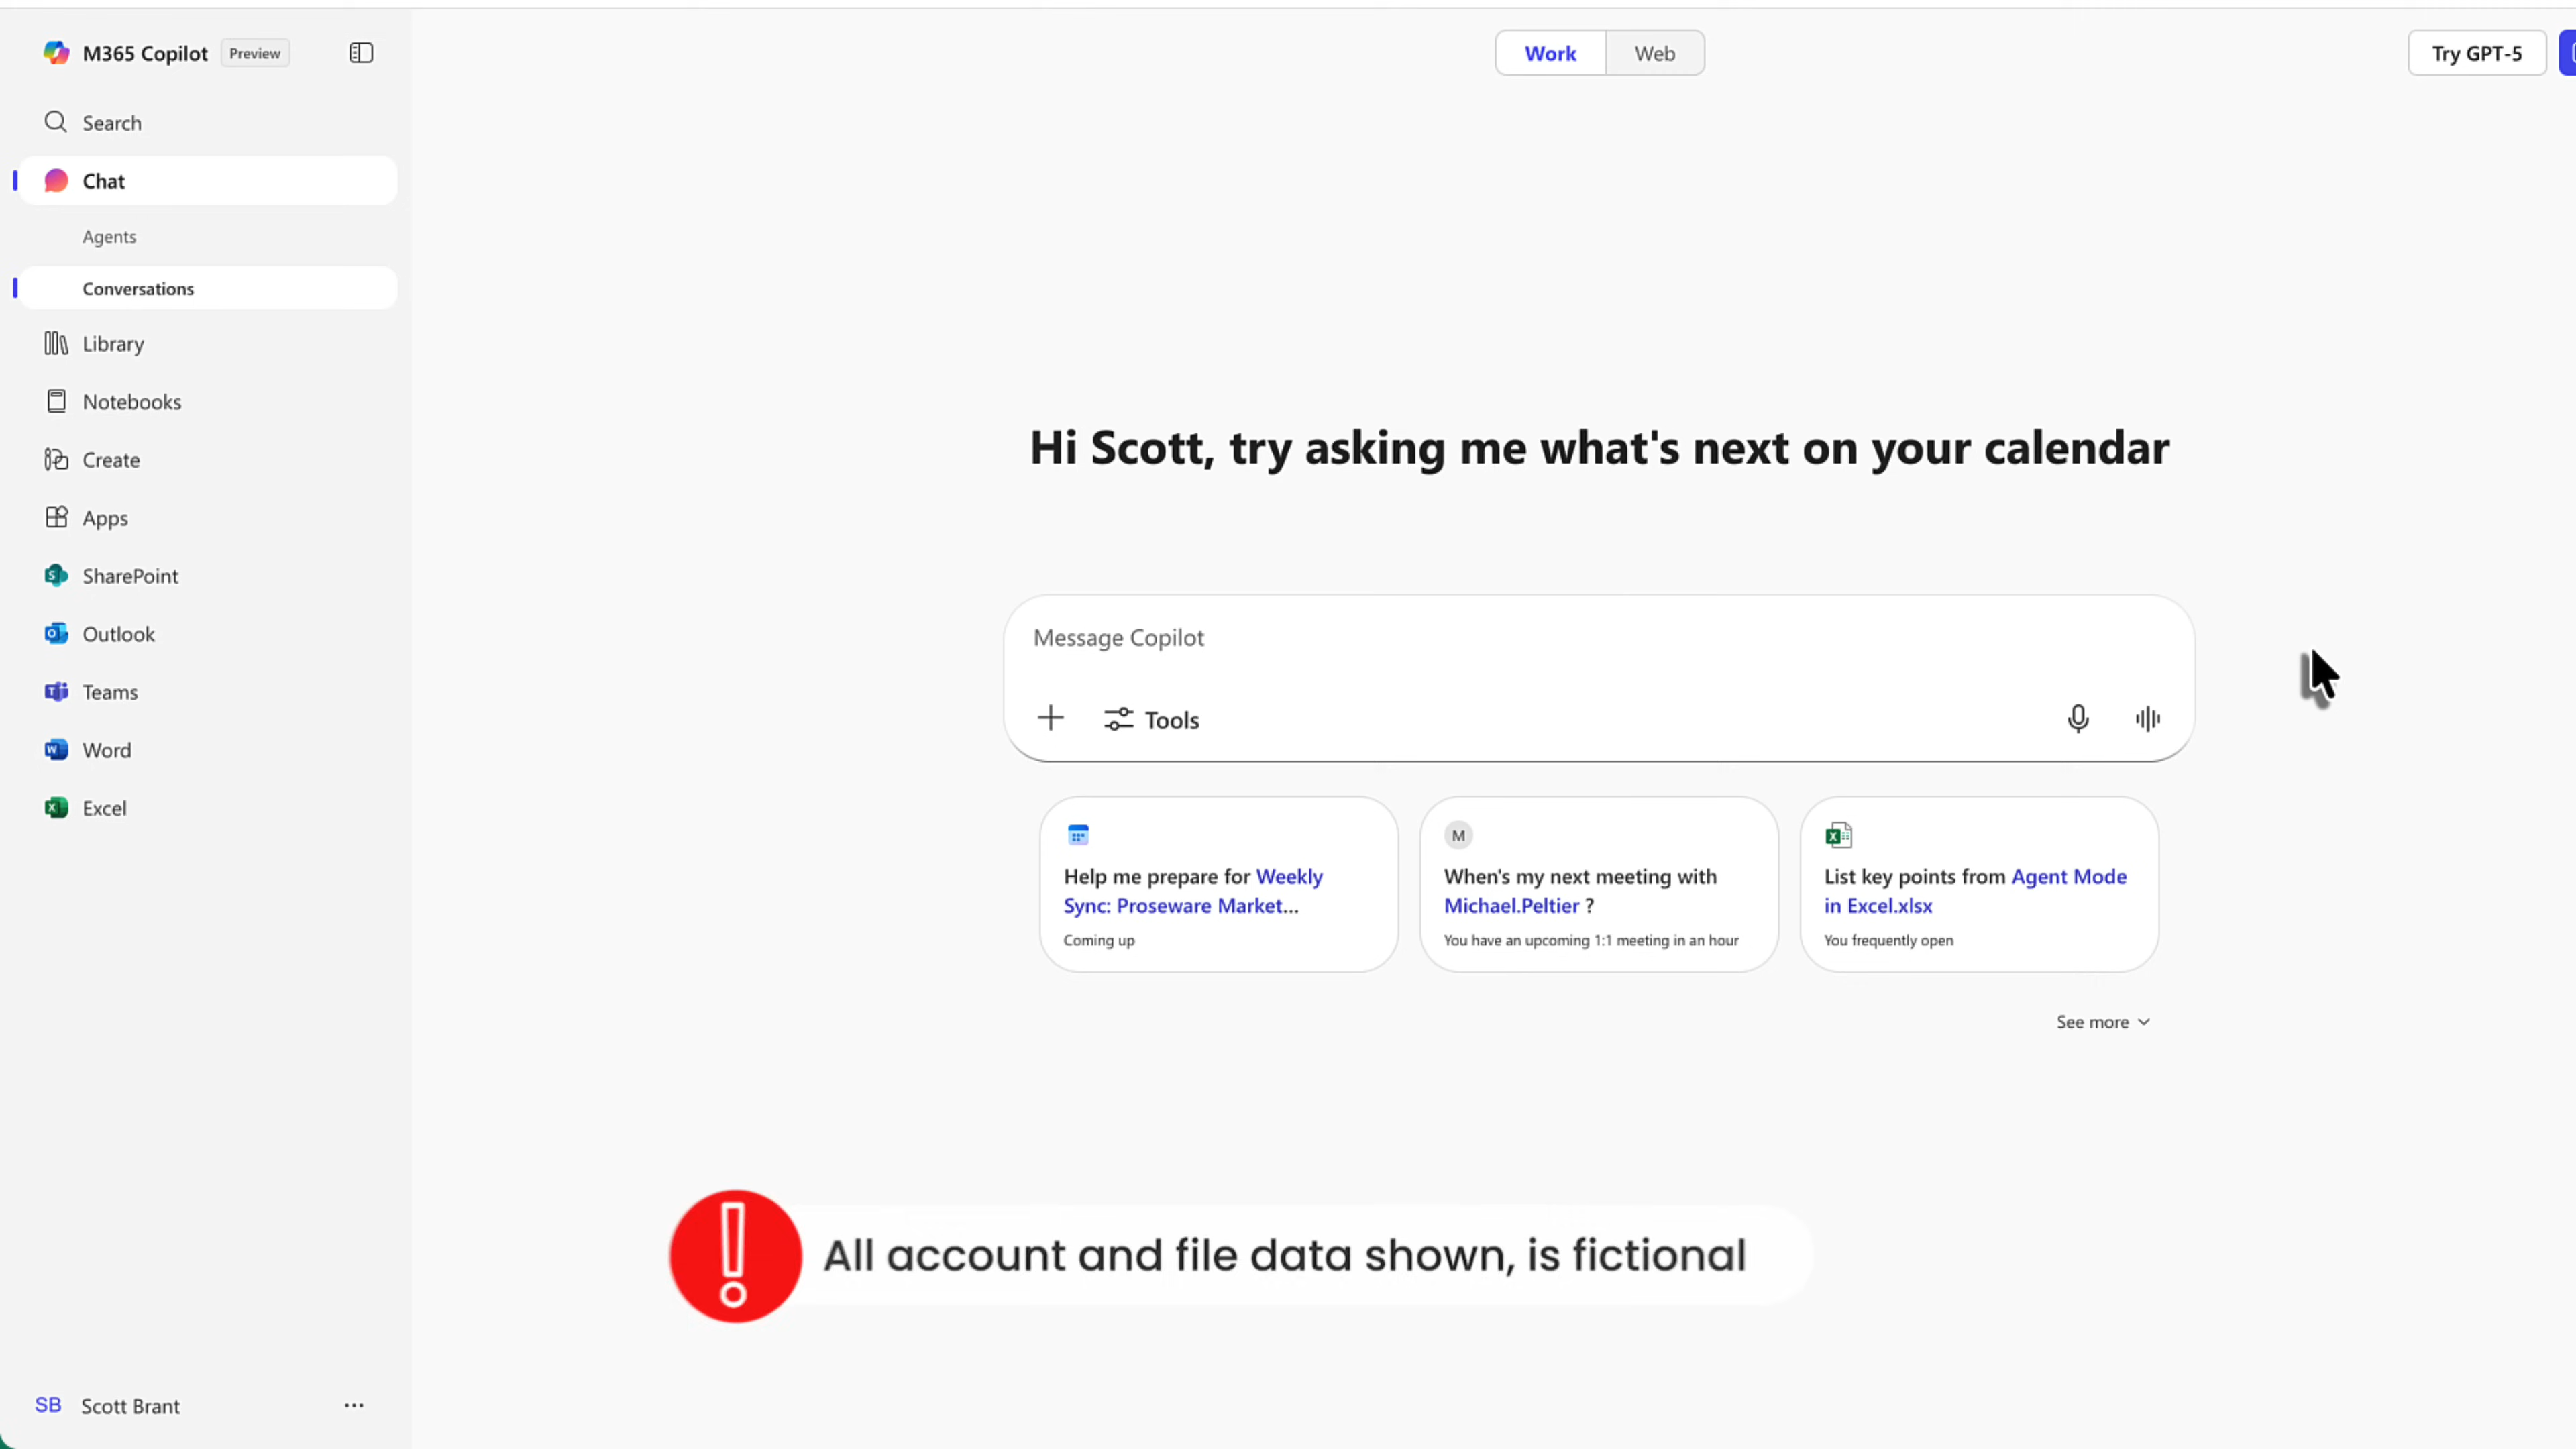 M365 Copilot Preview
Search
Chat
Agents
Conversations
Library
Notebooks
Create
Apps
SharePoint
Outlook
Teams
Word
Excel
SB Scott Brant
Work Web
Try GPT-5
Hi Scott, try asking me what's next on your calendar
Message Copilot
Tools
Help me prepare for Weekly
Sync: Proseware Market...
Coming up
M
When's my next meeting with
Michael.Peltier ?
You have an upcoming 1:1 meeting in an hour
List key points from Agent Mode
in Excel.xlsx
You frequently open
See more
All account and file data shown, is fictional